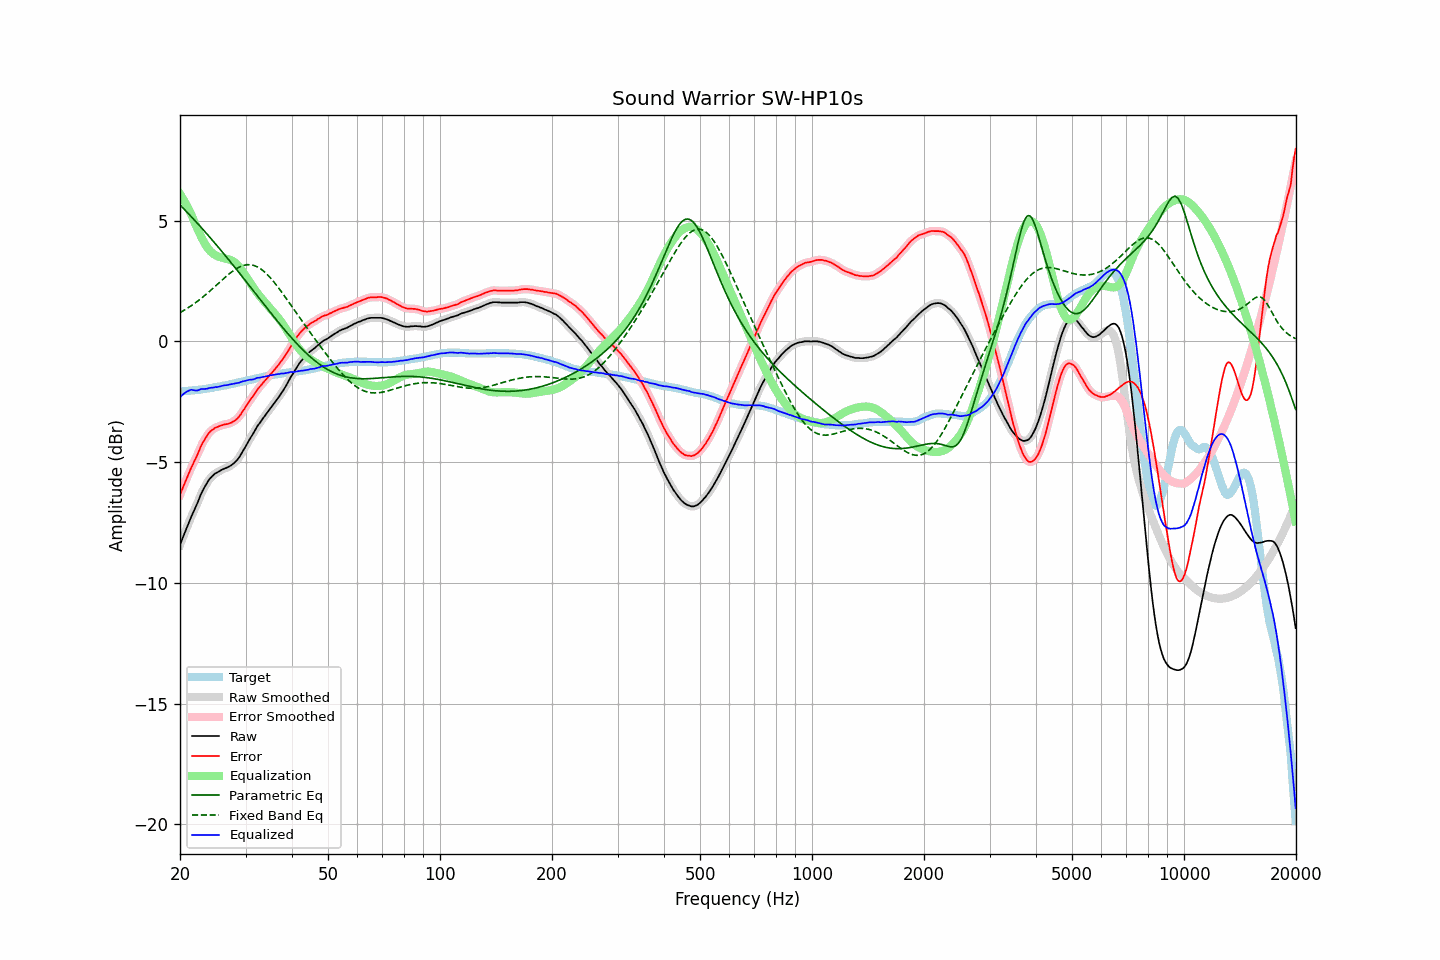 Sound Warrior SW-HP10s
Amplitude (dBr)
5
0
−5
−10
−15
−20
Target
Raw Smoothed
Error Smoothed
Raw
Error
Equalization
Parametric Eq
Fixed Band Eq
Equalized
20
50
100
200
500
1000
2000
5000
10000
20000
Frequency (Hz)